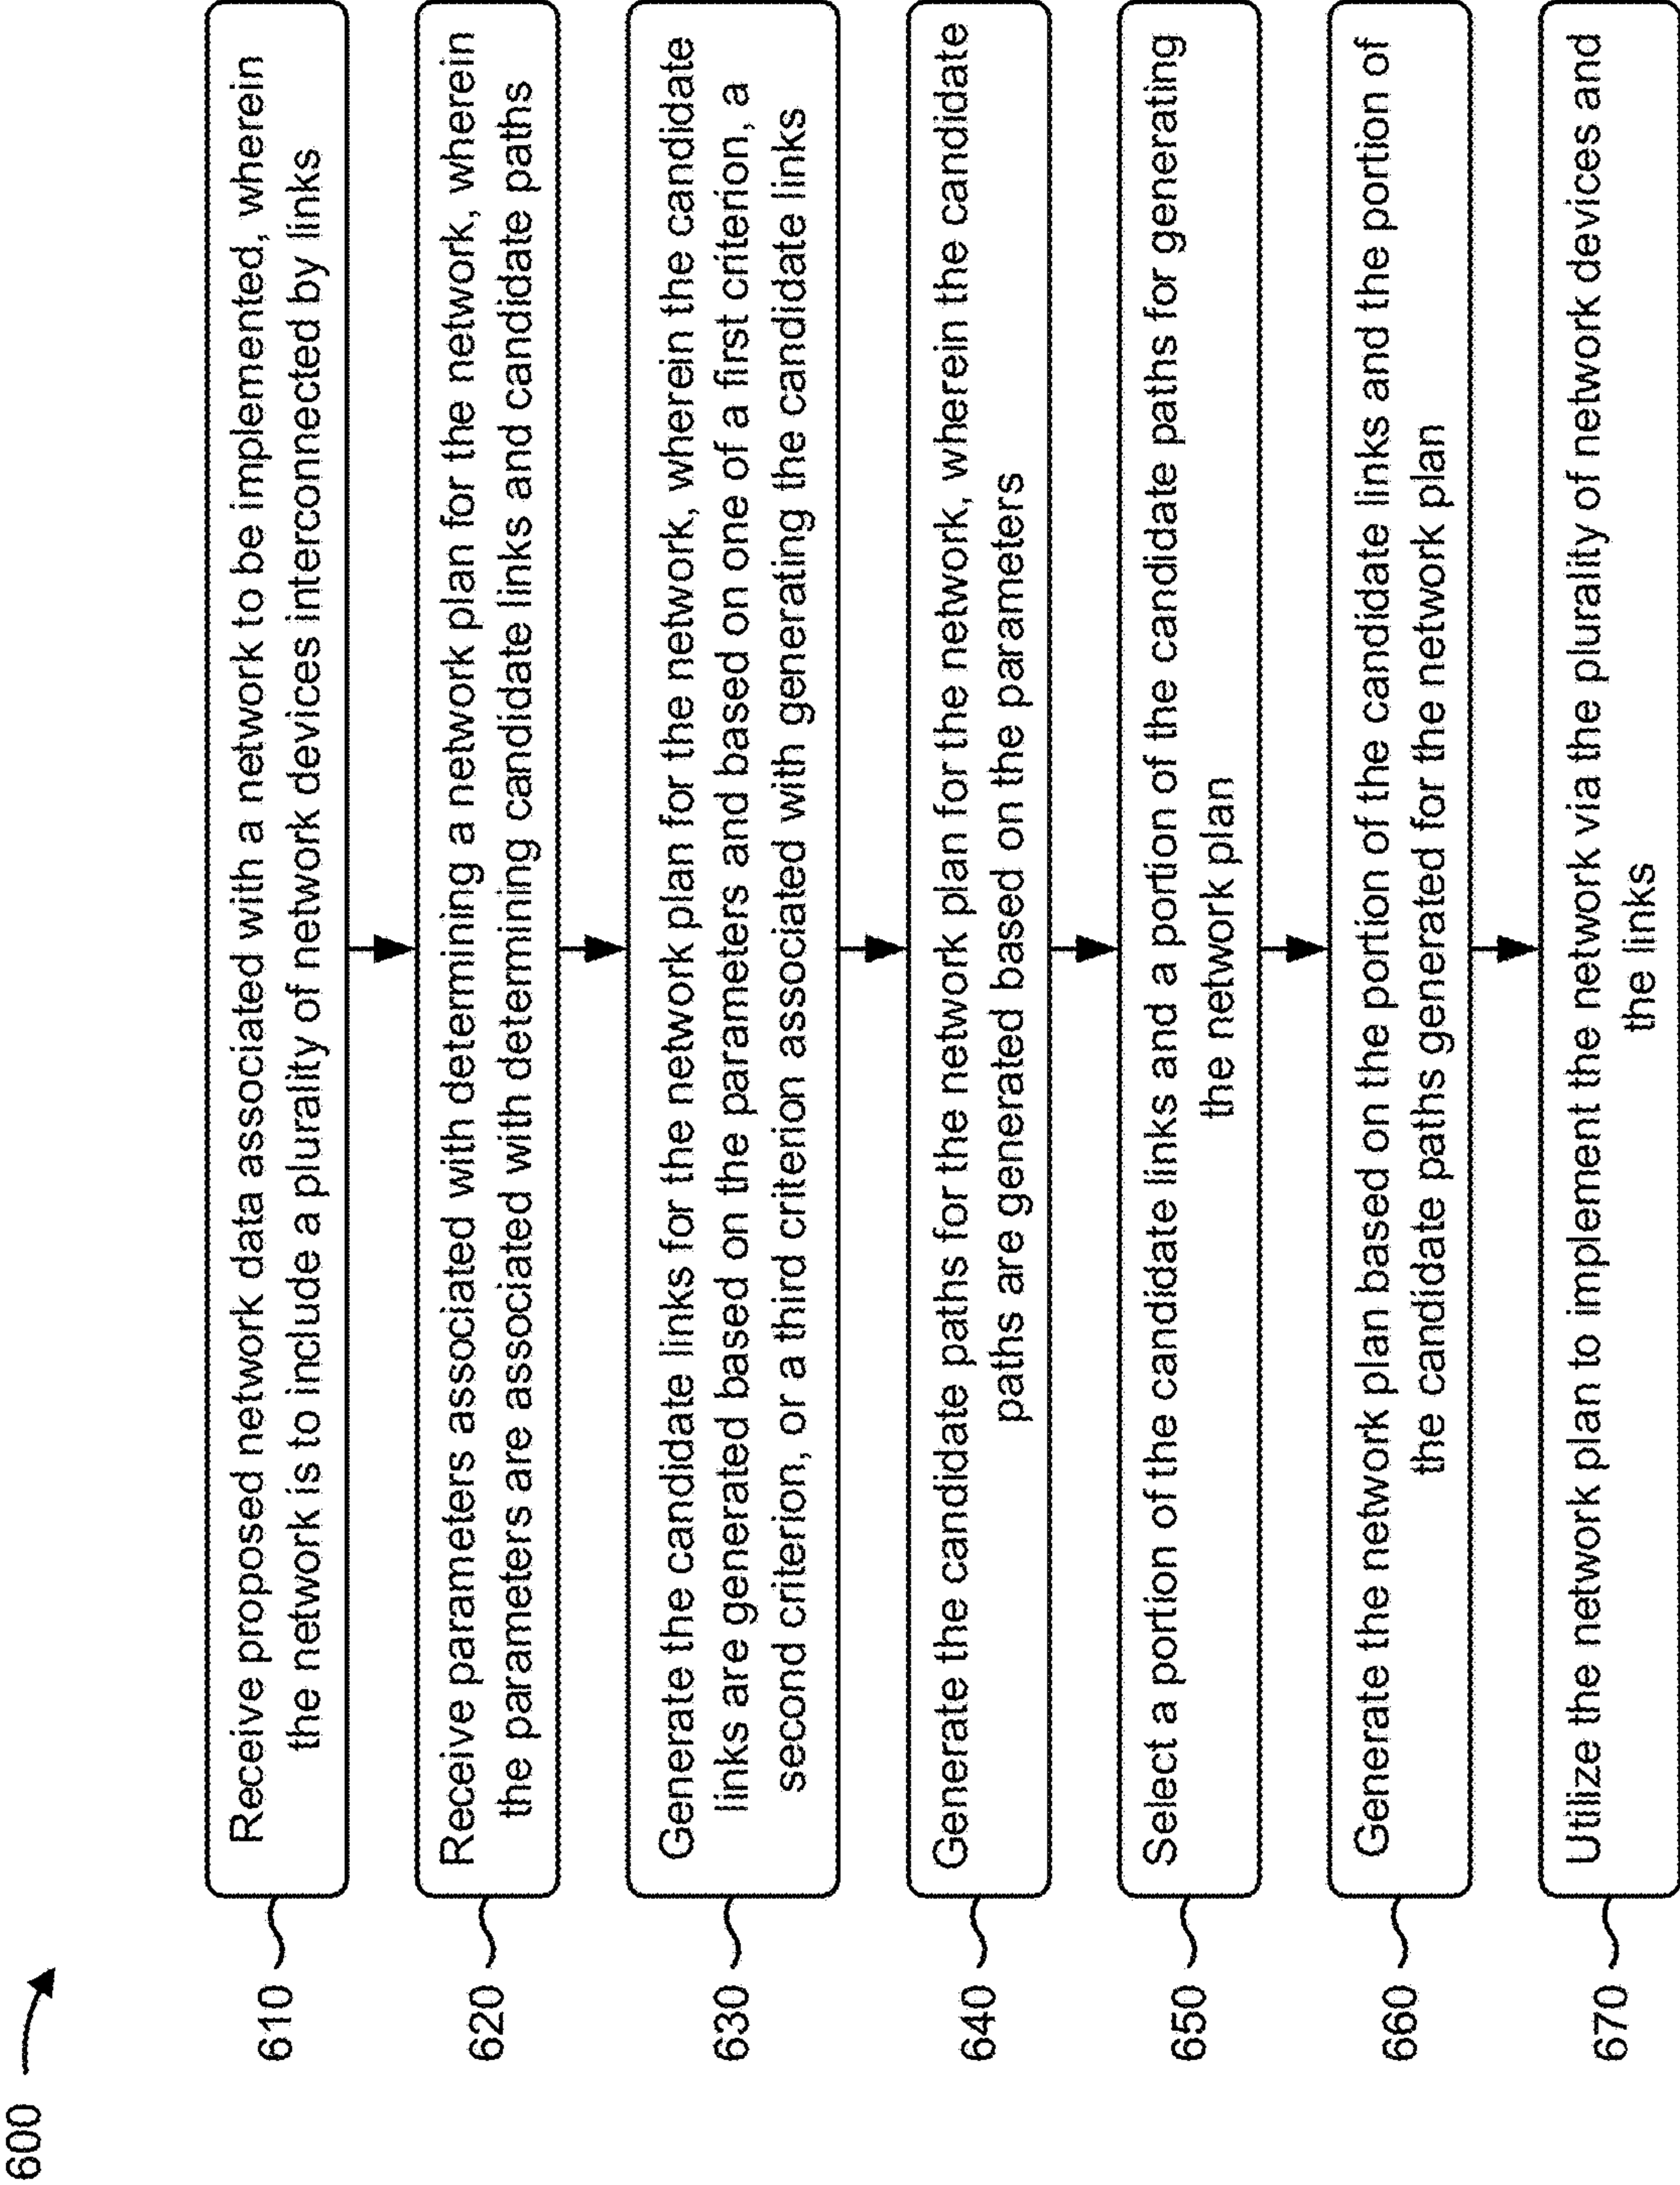 600
610
Receive proposed network data associated with a network to be implemented, wherein
the network is to include a plurality of network devices interconnected by links
620
Receive parameters associated with determining a network plan for the network, wherein
the parameters are associated with determining candidate links and candidate paths
630
Generate the candidate links for the network plan for the network, wherein the candidate
links are generated based on the parameters and based on one of a first criterion, a
second criterion, or a third criterion associated with generating the candidate links
640
Generate the candidate paths for the network plan for the network, wherein the candidate
paths are generated based on the parameters
650
Select a portion of the candidate links and a portion of the candidate paths for generating
the network plan
660
Generate the network plan based on the portion of the candidate links and the portion of
the candidate paths generated for the network plan
670
Utilize the network plan to implement the network via the plurality of network devices and
the links